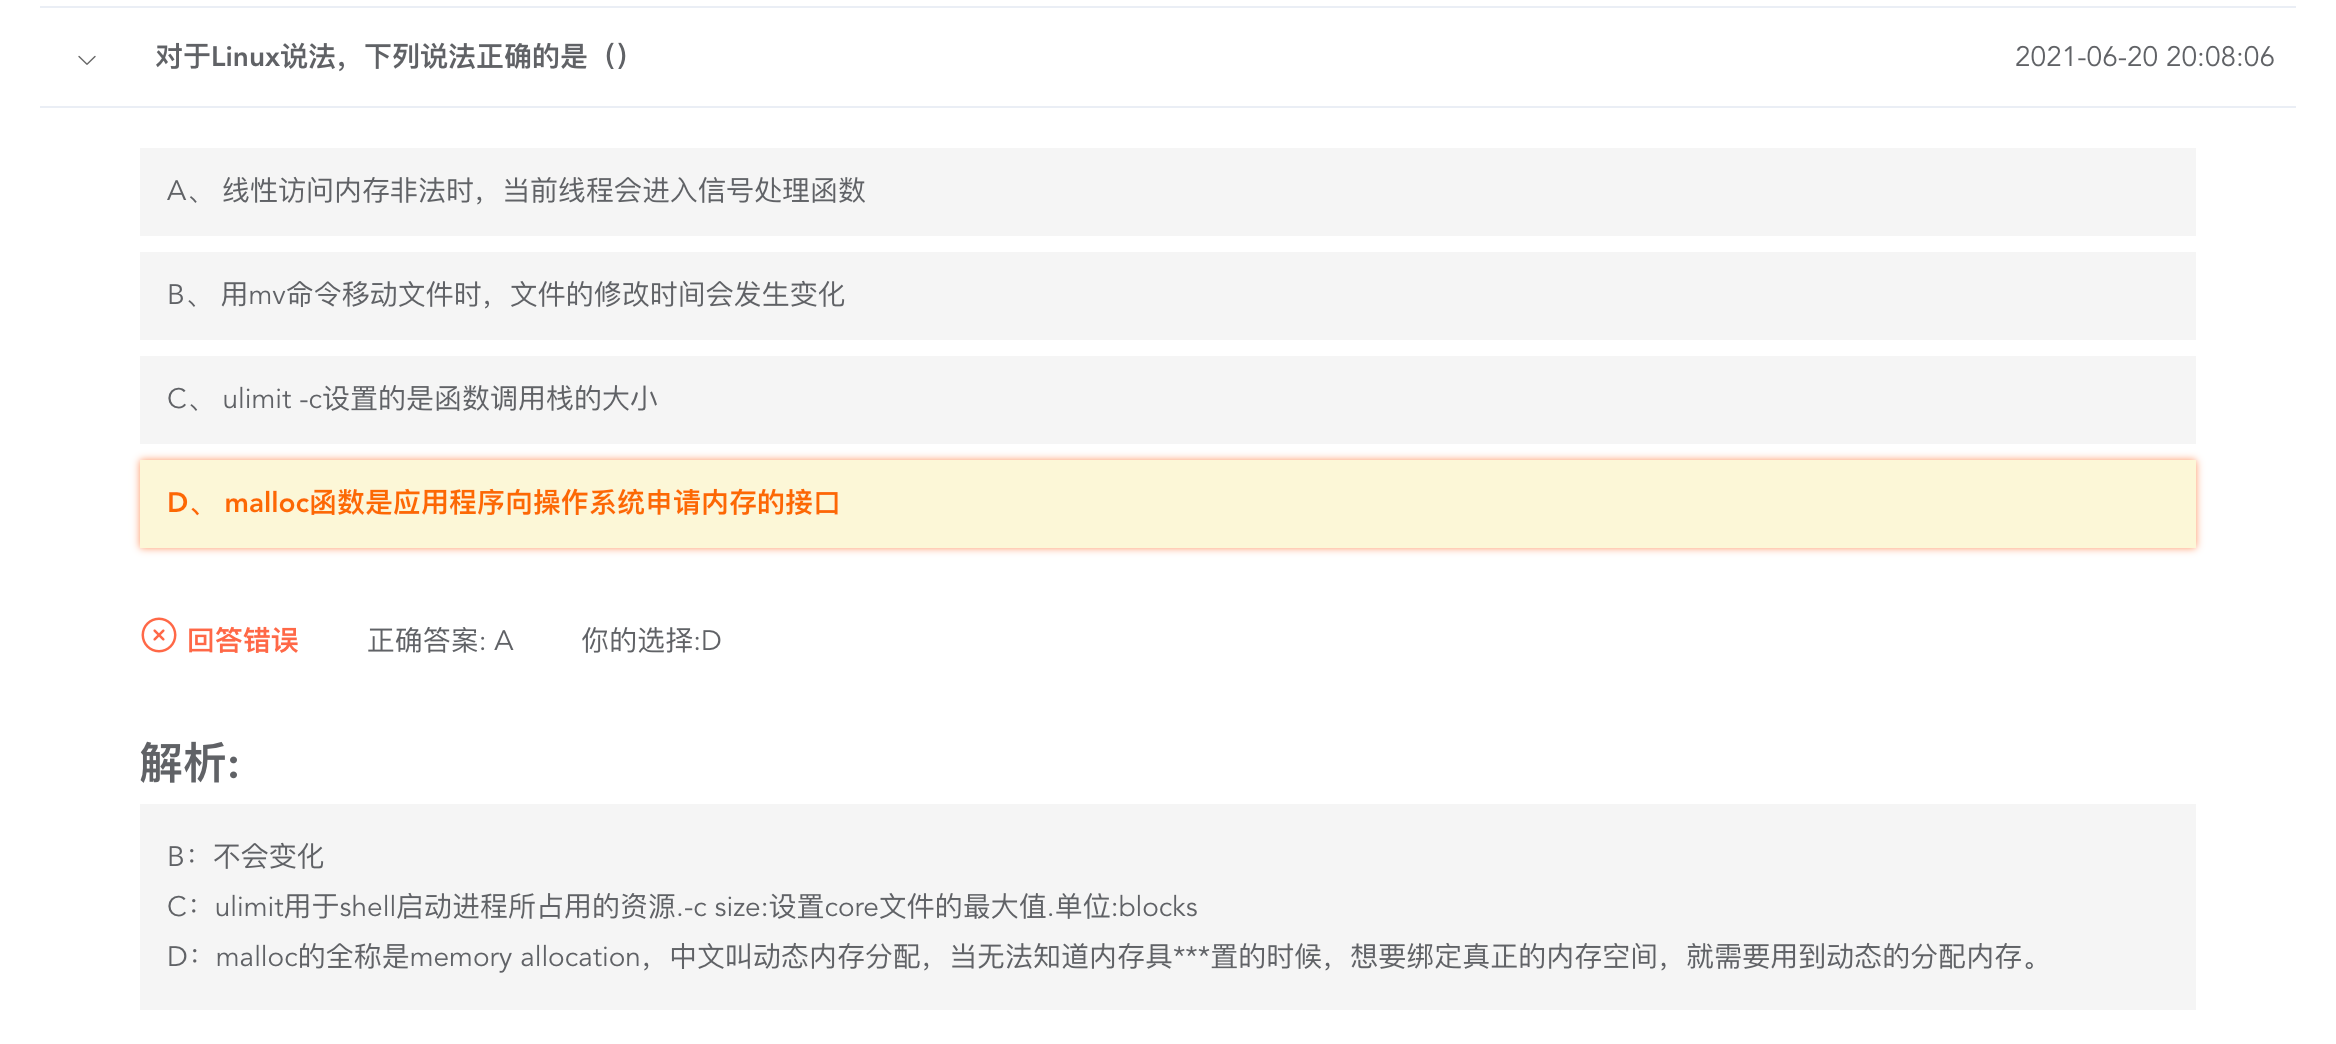 对于Linux说法，下列说法正确的是（）
2021-06-20 20:08:06
A、 线性访问内存非法时，当前线程会进入信号处理函数
B、 用mv命令移动文件时，文件的修改时间会发生变化
C、 ulimit -c设置的是函数调用栈的大小
D、 malloc函数是应用程序向操作系统申请内存的接口
回答错误 正确答案: A 你的选择:D
解析:
B：不会变化
C：ulimit用于shell启动进程所占用的资源.-c size:设置core文件的最大值.单位:blocks
D：malloc的全称是memory allocation，中文叫动态内存分配，当无法知道内存具***置的时候，想要绑定真正的内存空间，就需要用到动态的分配内存。